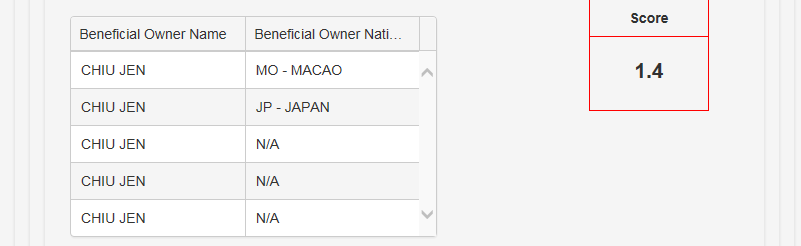 Score
Beneficial Owner Name Beneficial Owner Nati...
CHIU JEN MO - MACAO
1.4
CHIU JEN JP - JAPAN
CHIU JEN N/A
CHIU JEN N/A
CHIU JEN N/A